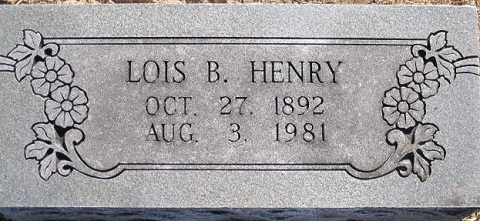 LOIS B. HENRY
OCT. 27. 1892
AUG. 3. 1981